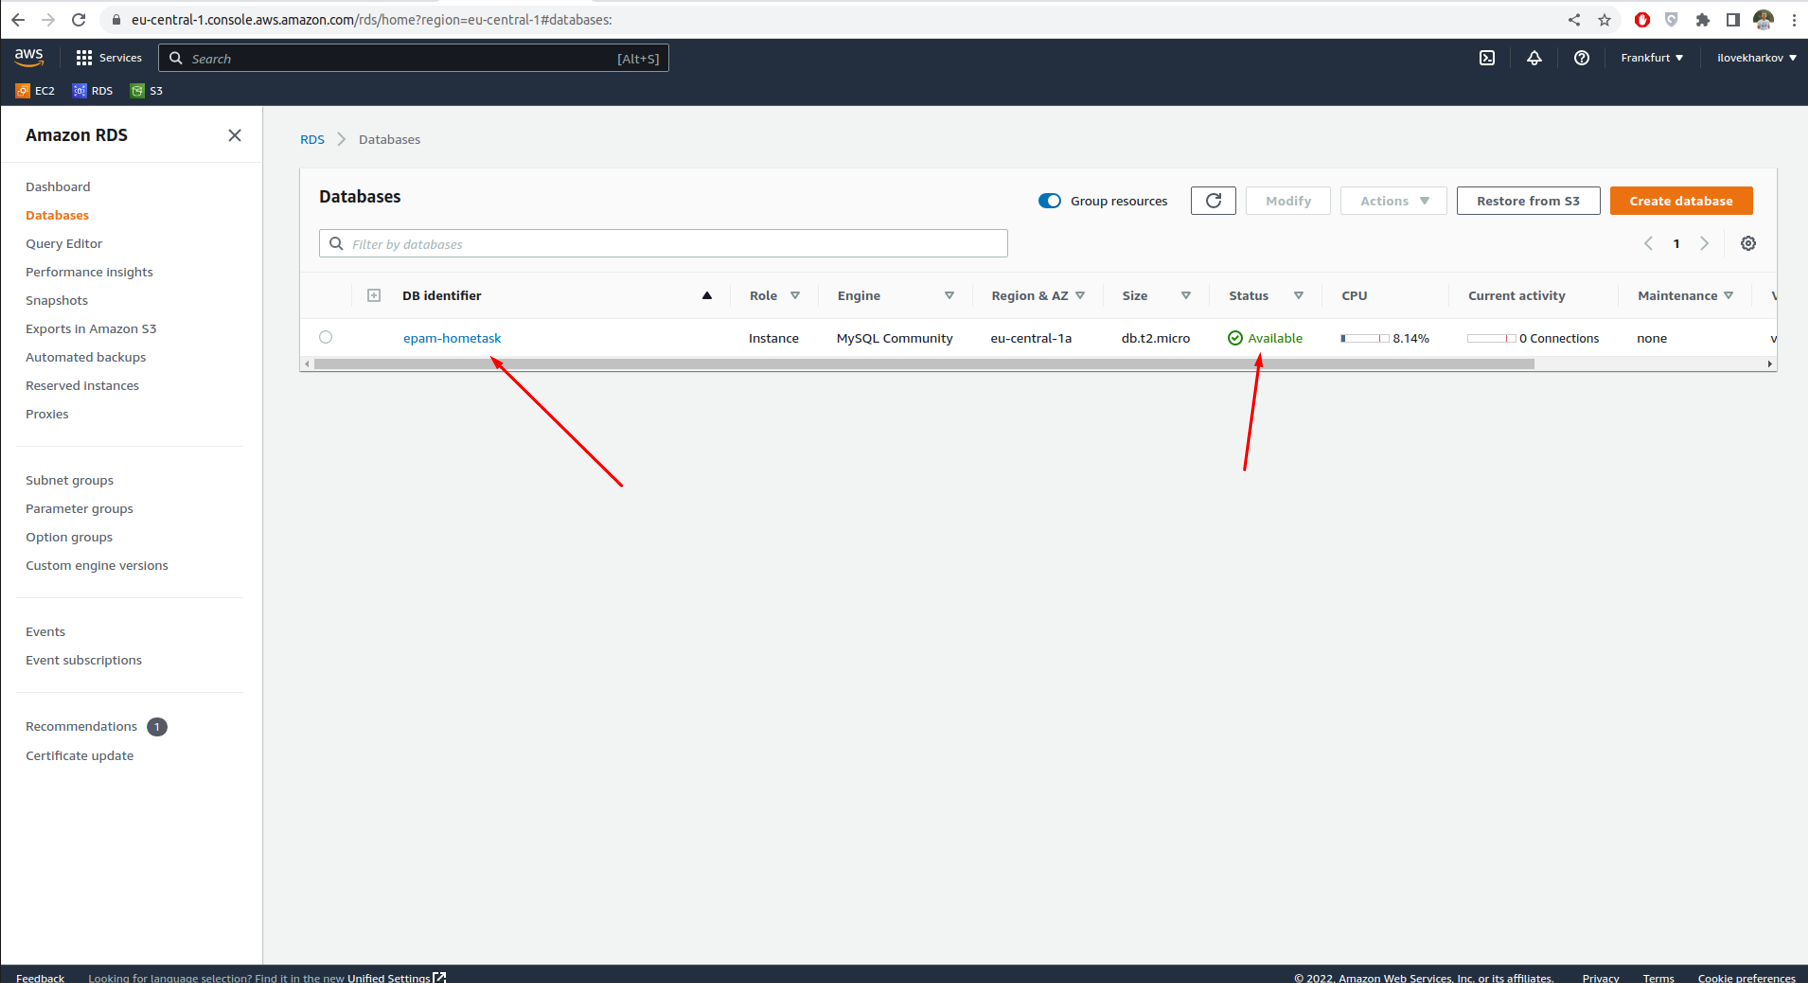 eu-central-1.console.aws.amazon.com/rds/home?region=eu-central-1#databases:
aws Services Search [Alt+S] Frankfurt ▼ ilovekharkov ▼
EC2 RDS S3
Amazon RDS
Dashboard
Databases
Query Editor
Performance insights
Snapshots
Exports in Amazon S3
Automated backups
Reserved instances
Proxies
Subnet groups
Parameter groups
Option groups
Custom engine versions
Events
Event subscriptions
Recommendations 1
Certificate update
RDS > Databases
Databases Group resources Modify Actions ▼ Restore from S3 Create database
Filter by databases 1
DB identifier Role Engine Region & AZ Size Status CPU Current activity Maintenance V
epam-hometask Instance MySQL Community eu-central-1a db.t2.micro Available 8.14% 0 Connections none v
Feedback Looking for language selection? Find it in the new Unified Settings © 2022, Amazon Web Services, Inc. or its affiliates. Privacy Terms Cookie preferences